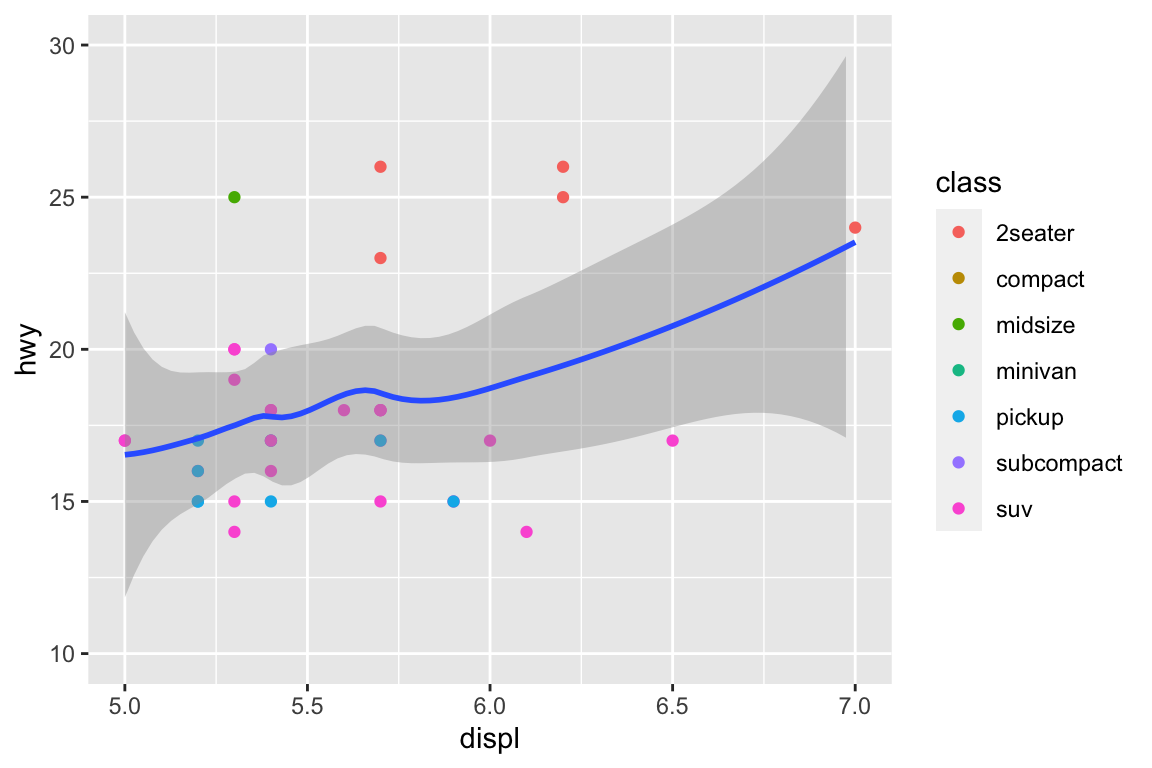 30
25
20
15
10
hwy
5.0
5.5
6.0
6.5
7.0
displ
class
2seater
compact
midsize
minivan
pickup
subcompact
suv